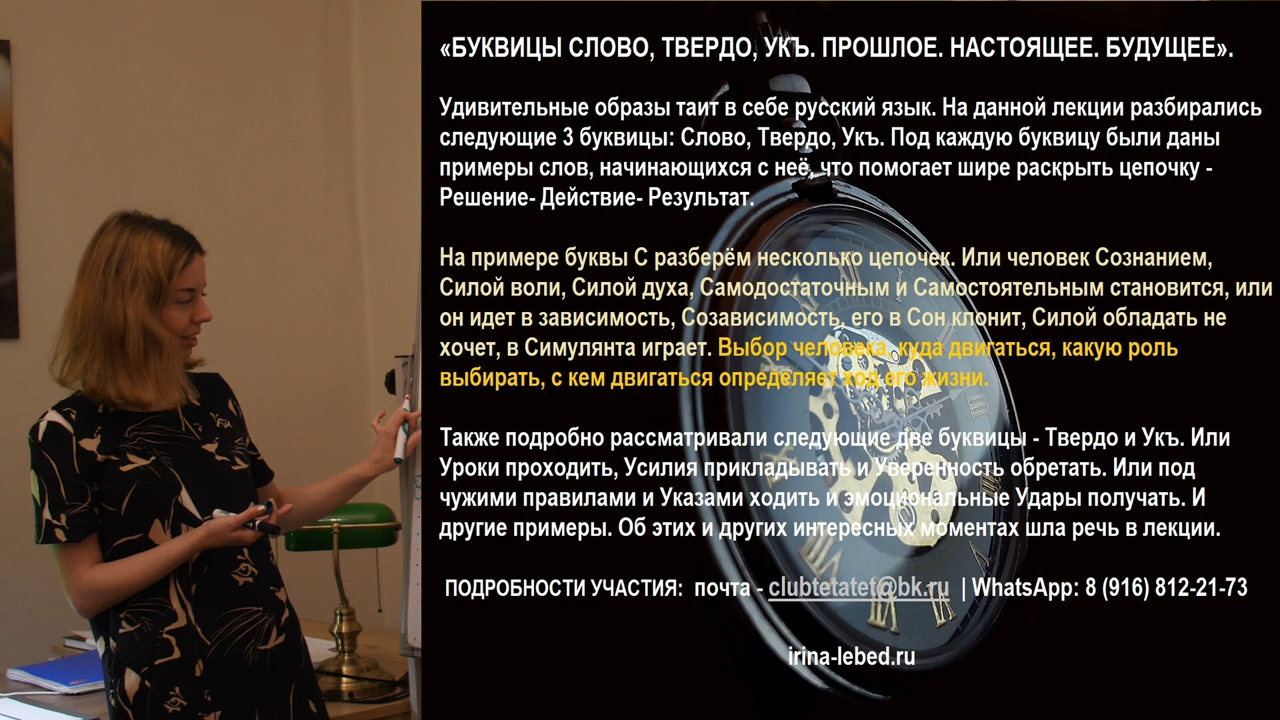 «БУКВИЦЫ СЛОВО, ТВЕРДО, УКЪ. ПРОШЛОЕ. НАСТОЯЩЕЕ. БУДУЩЕЕ».
Удивительные образы таит в себе русский язык. На данной лекции разбирались
следующие 3 буквицы: Слово, Твердо, Укъ. Под каждую буквицу были даны
примеры слов, начинающихся с неё, что помогает шире раскрыть цепочку -
Решение- Действие- Результат.
На примере буквы С разберём несколько цепочек. Или человек Сознанием,
Силой воли, Силой духа, Самодостаточным и Самостоятельным становится, или
он идет в зависимость, Созависимость, его в Сон клонит, Силой обладать не
хочет, в Симулянта играет. Выбор человека, куда двигаться, какую роль
выбирать, с кем двигаться определяет ход его жизни.
Также подробно рассматривали следующие две буквицы - Твердо и Укъ. Или
Уроки проходить, Усилия прикладывать и Уверенность обретать. Или под
чужими правилами и Указами ходить и эмоциональные Удары получать. И
другие примеры. Об этих и других интересных моментах шла речь в лекции.
ПОДРОБНОСТИ УЧАСТИЯ: почта - clubtetatet@bk.ru | WhatsApp: 8 (916) 812-21-73
irina-lebed.ru